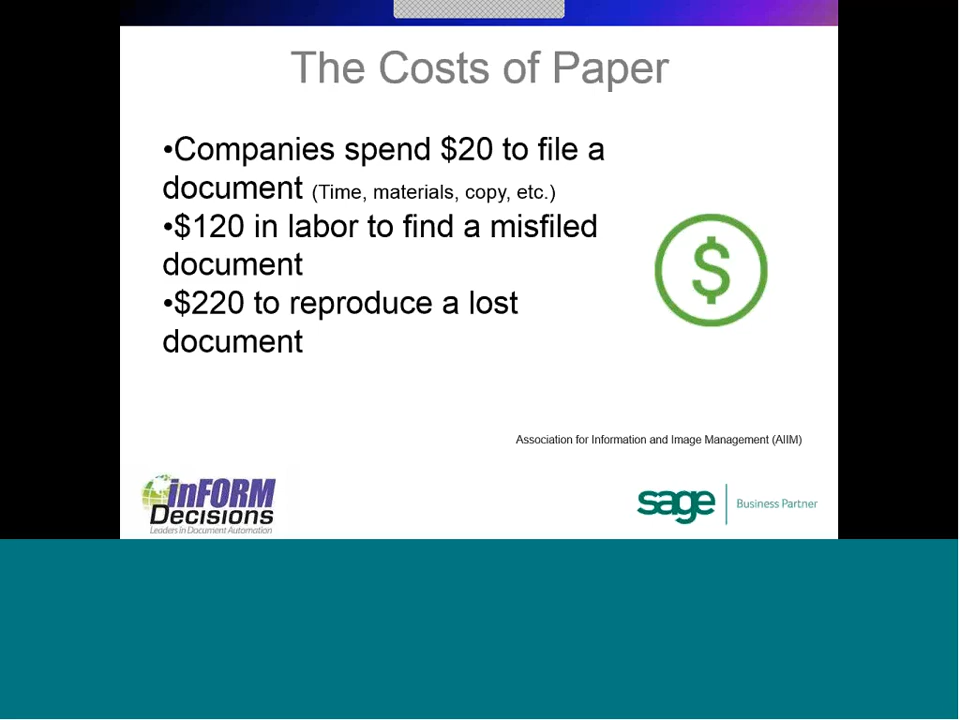 The Costs of Paper
•Companies spend $20 to file a
document (Time, materials, copy, etc.)
•$120 in labor to find a misfiled
document
•$220 to reproduce a lost
document
$
Association for Information and Image Management (AIIM)
inFORM
Decisions
Leaders in Document Automation
sage Business Partner